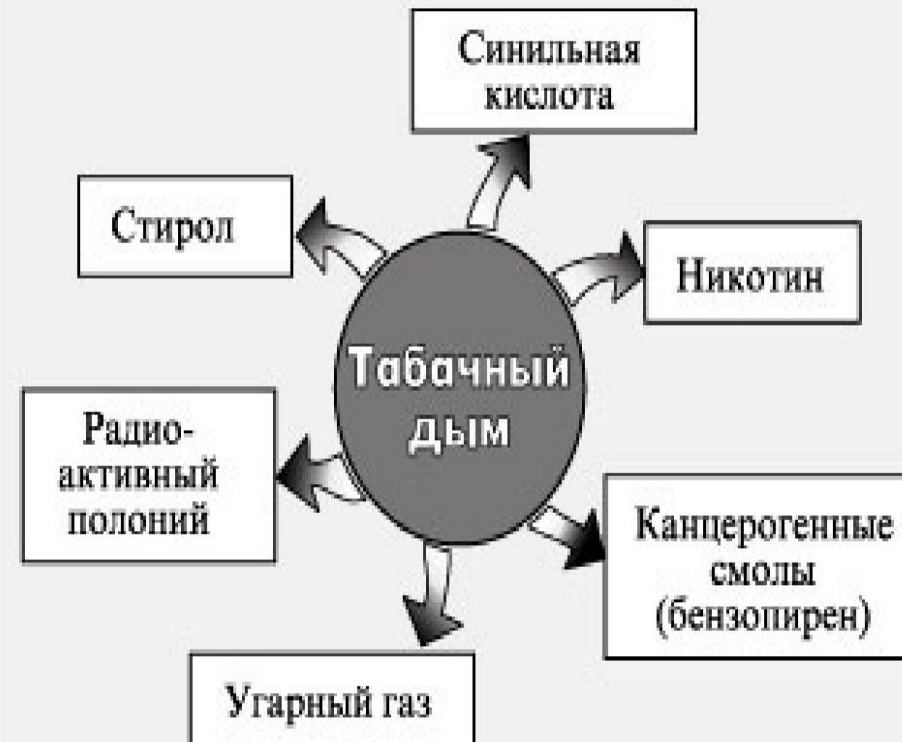 Синильная
кислота
Стирол
Никотин
Табачный
дым
Радио-
активный
полоний
Канцерогенные
смолы
(бензопирен)
Угарный газ